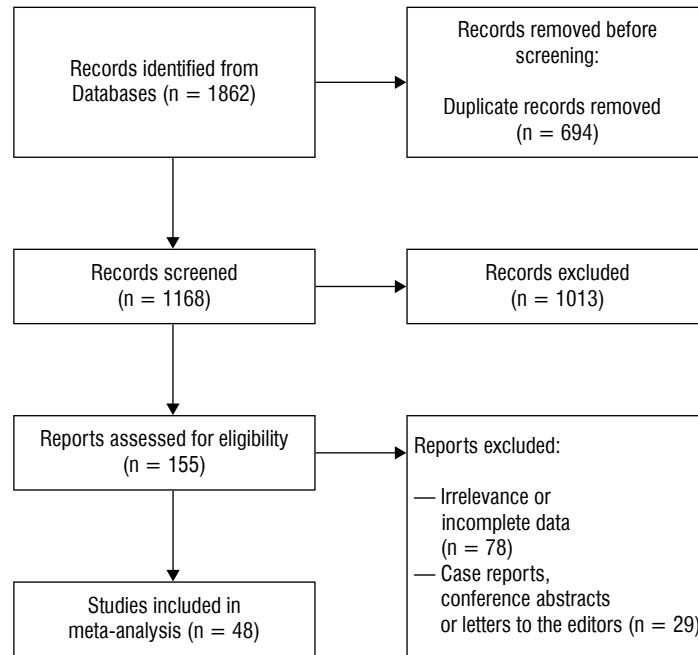 Records identified from
Databases (n = 1862)
Records removed before
screening:
Duplicate records removed
(n = 694)
Records screened
(n = 1168)
Records excluded
(n = 1013)
Reports assessed for eligibility
(n = 155)
Reports excluded:
— Irrelevance or
incomplete data
(n = 78)
— Case reports,
conference abstracts
or letters to the editors (n = 29)
Studies included in
meta-analysis (n = 48)